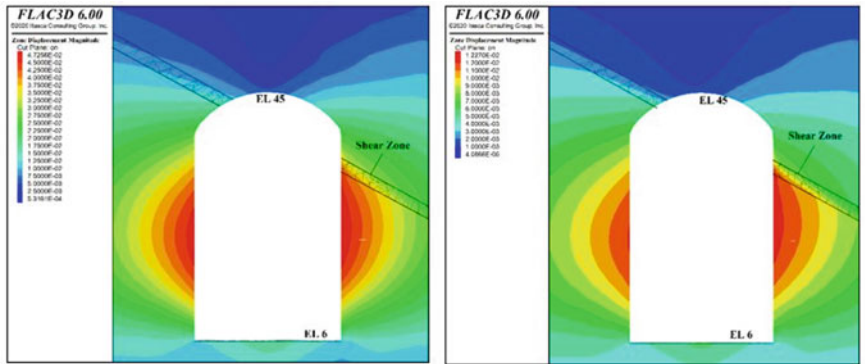 FLAC3D 6.00
©2020 Itasca Consulting Group, Inc.
Zone Displacement Magnitude
Cut Plane: on
4.7256E-02
4.5000E-02
4.2500E-02
4.0000E-02
3.7500E-02
3.5000E-02
3.2500E-02
3.0000E-02
2.7500E-02
2.5000E-02
2.2500E-02
2.0000E-02
1.7500E-02
1.5000E-02
1.2500E-02
1.0000E-02
7.5000E-03
5.0000E-03
2.5000E-03
EL 45
Shear Zone
EL 6
FLAC3D 6.00
©2020 Itasca Consulting Group, Inc.
Zone Displacement Magnitude
Cut Plane: on
1.2000E-02
1.1000E-02
1.0000E-02
9.0000E-03
8.0000E-03
7.0000E-03
6.0000E-03
5.0000E-03
4.0000E-03
3.0000E-03
2.0000E-03
1.0000E-03
EL 45
Shear Zone
EL 6